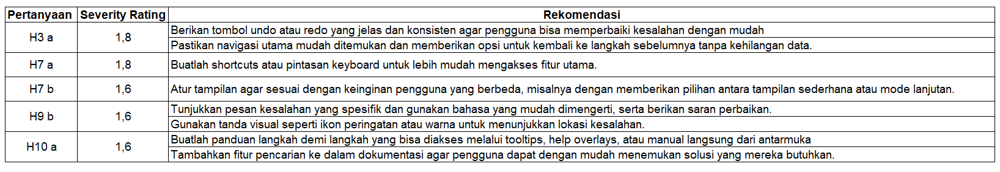 Pertanyaan Severity Rating Rekomendasi
H3 a 1,8 Berikan tombol undo atau redo yang jelas dan konsisten agar pengguna bisa memperbaiki kesalahan dengan mudah
Pastikan navigasi utama mudah ditemukan dan memberikan opsi untuk kembali ke langkah sebelumnya tanpa kehilangan data.
H7 a 1,8 Buatlah shortcuts atau pintasan keyboard untuk lebih mudah mengakses fitur utama.
H7 b 1,6 Atur tampilan agar sesuai dengan keinginan pengguna yang berbeda, misalnya dengan memberikan pilihan antara tampilan sederhana atau mode lanjutan.
H9 b 1,6 Tunjukkan pesan kesalahan yang spesifik dan gunakan bahasa yang mudah dimengerti, serta berikan saran perbaikan.
Gunakan tanda visual seperti ikon peringatan atau warna untuk menunjukkan lokasi kesalahan.
H10 a 1,6 Buatlah panduan langkah demi langkah yang bisa diakses melalui tooltips, help overlays, atau manual langsung dari antarmuka
Tambahkan fitur pencarian ke dalam dokumentasi agar pengguna dapat dengan mudah menemukan solusi yang mereka butuhkan.